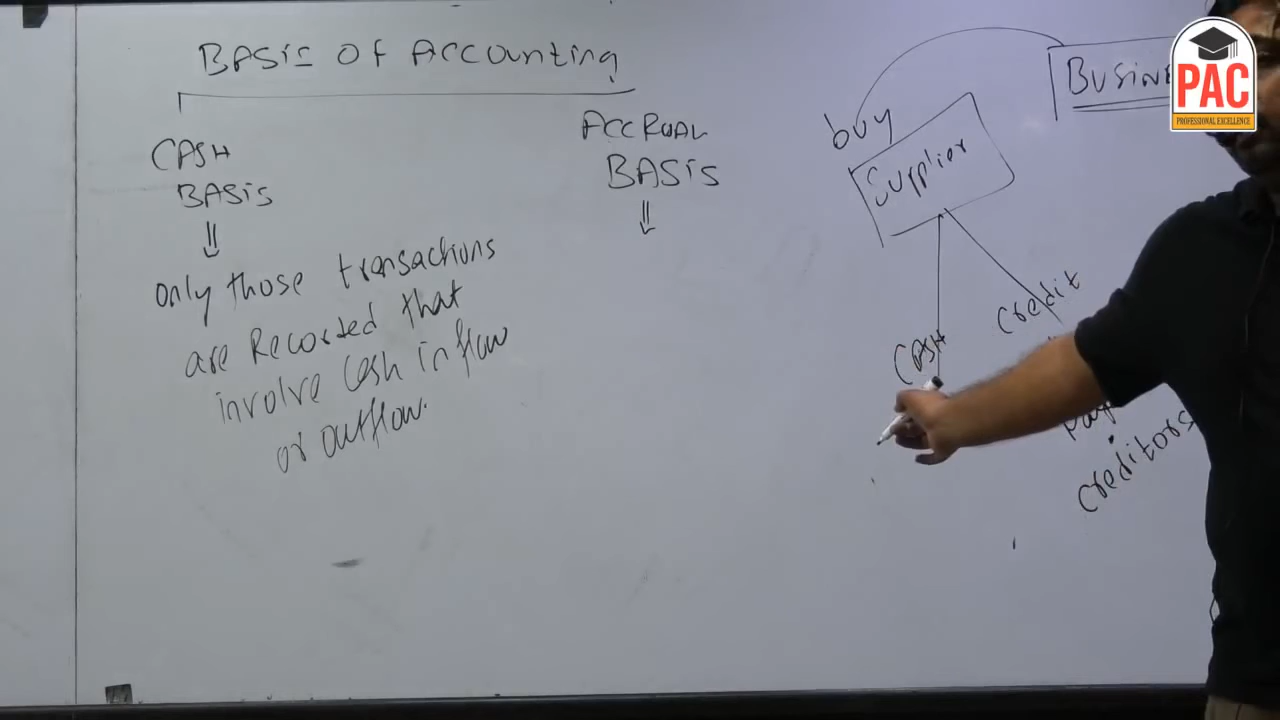 BASIS OF ACCOUNTING
CASH
BASIS
only those transactions
are Recorded that
involve Cash inflow
or outflow.
ACCRUAL
BASIS
buy
Supplier
CASH
Credit
creditors
PAC
PROFESSIONAL EXCELLENCE